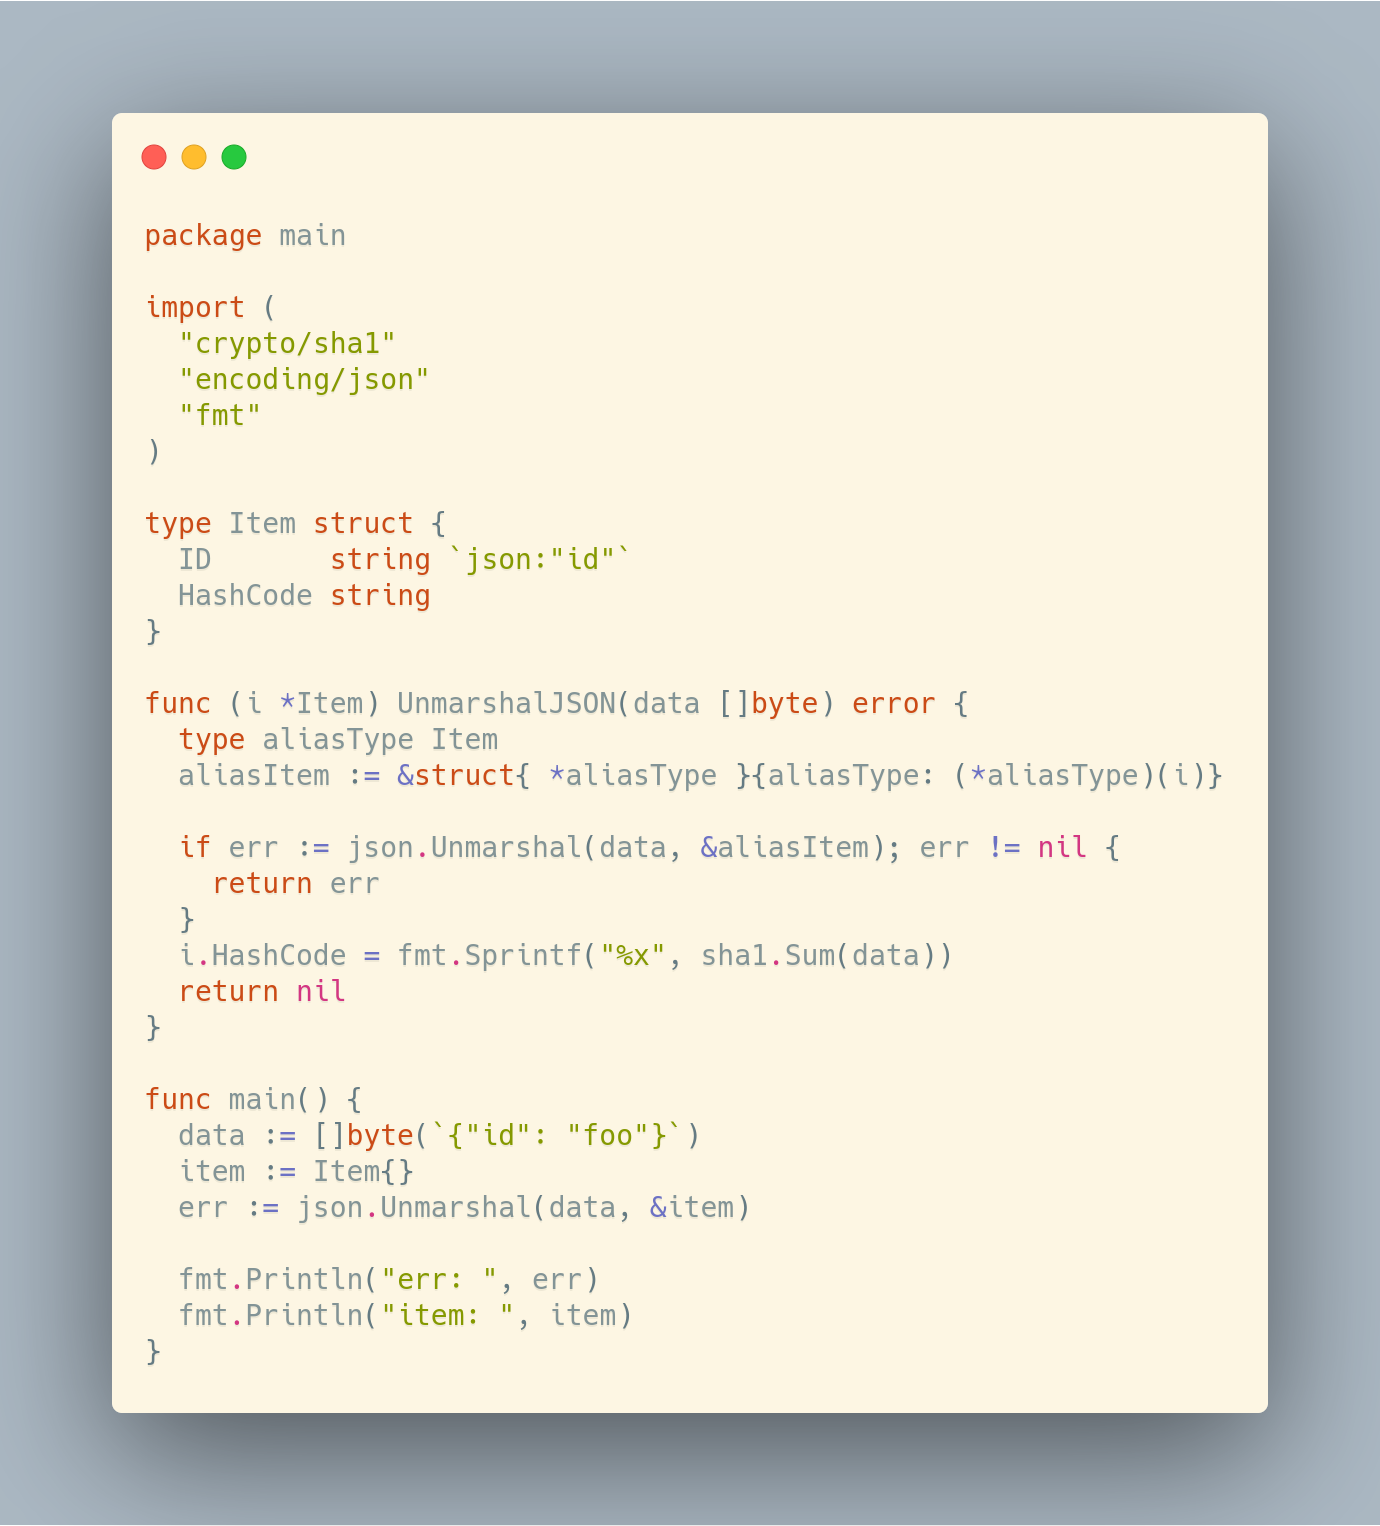 package main

import (
  "crypto/sha1"
  "encoding/json"
  "fmt"
)

type Item struct {
  ID       string `json:"id"`
  HashCode string
}

func (i *Item) UnmarshalJSON(data []byte) error {
  type aliasType Item
  aliasItem := &struct{ *aliasType }{aliasType: (*aliasType)(i)}

  if err := json.Unmarshal(data, &aliasItem); err != nil {
    return err
  }
  i.HashCode = fmt.Sprintf("%x", sha1.Sum(data))
  return nil
}

func main() {
  data := []byte(`{"id": "foo"}`)
  item := Item{}
  err := json.Unmarshal(data, &item)

  fmt.Println("err: ", err)
  fmt.Println("item: ", item)
}